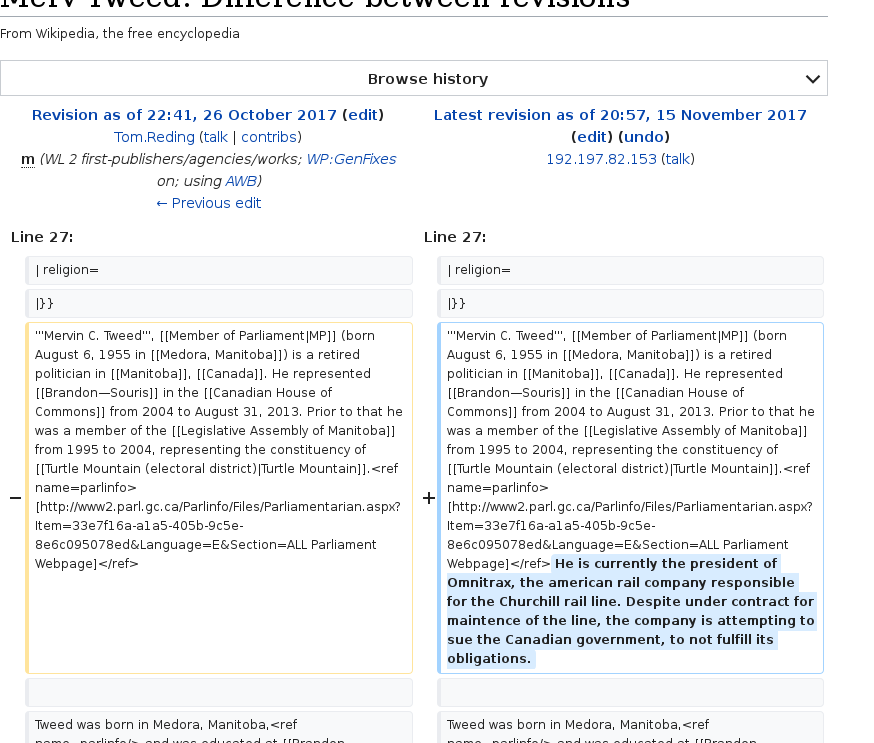 Merv Tweed: Difference between revisions
From Wikipedia, the free encyclopedia
Browse history
Revision as of 22:41, 26 October 2017 (edit)
Tom.Reding (talk | contribs)
m (WL 2 first-publishers/agencies/works; WP:GenFixes
on; using AWB)
← Previous edit
Latest revision as of 20:57, 15 November 2017
(edit) (undo)
192.197.82.153 (talk)
Line 27:
Line 27:
| religion=
| religion=
|}}
|}}
−
'''Mervin C. Tweed''', [[Member of Parliament|MP]] (born
August 6, 1955 in [[Medora, Manitoba]]) is a retired
politician in [[Manitoba]], [[Canada]]. He represented
[[Brandon—Souris]] in the [[Canadian House of
Commons]] from 2004 to August 31, 2013. Prior to that he
was a member of the [[Legislative Assembly of Manitoba]]
from 1995 to 2004, representing the constituency of
[[Turtle Mountain (electoral district)|Turtle Mountain]].<ref
name=parlinfo>
[http://www2.parl.gc.ca/Parlinfo/Files/Parliamentarian.aspx?
Item=33e7f16a-a1a5-405b-9c5e-
8e6c095078ed&Language=E&Section=ALL Parliament
Webpage]</ref>
+
'''Mervin C. Tweed''', [[Member of Parliament|MP]] (born
August 6, 1955 in [[Medora, Manitoba]]) is a retired
politician in [[Manitoba]], [[Canada]]. He represented
[[Brandon—Souris]] in the [[Canadian House of
Commons]] from 2004 to August 31, 2013. Prior to that he
was a member of the [[Legislative Assembly of Manitoba]]
from 1995 to 2004, representing the constituency of
[[Turtle Mountain (electoral district)|Turtle Mountain]].<ref
name=parlinfo>
[http://www2.parl.gc.ca/Parlinfo/Files/Parliamentarian.aspx?
Item=33e7f16a-a1a5-405b-9c5e-
8e6c095078ed&Language=E&Section=ALL Parliament
Webpage]</ref> He is currently the president of
Omnitrax, the american rail company responsible
for the Churchill rail line. Despite under contract for
maintence of the line, the company is attempting to
sue the Canadian government, to not fulfill its
obligations.
Tweed was born in Medora, Manitoba,<ref
name=parlinfo/> and was educated at [[Brandon
Tweed was born in Medora, Manitoba,<ref
name=parlinfo/> and was educated at [[Brandon